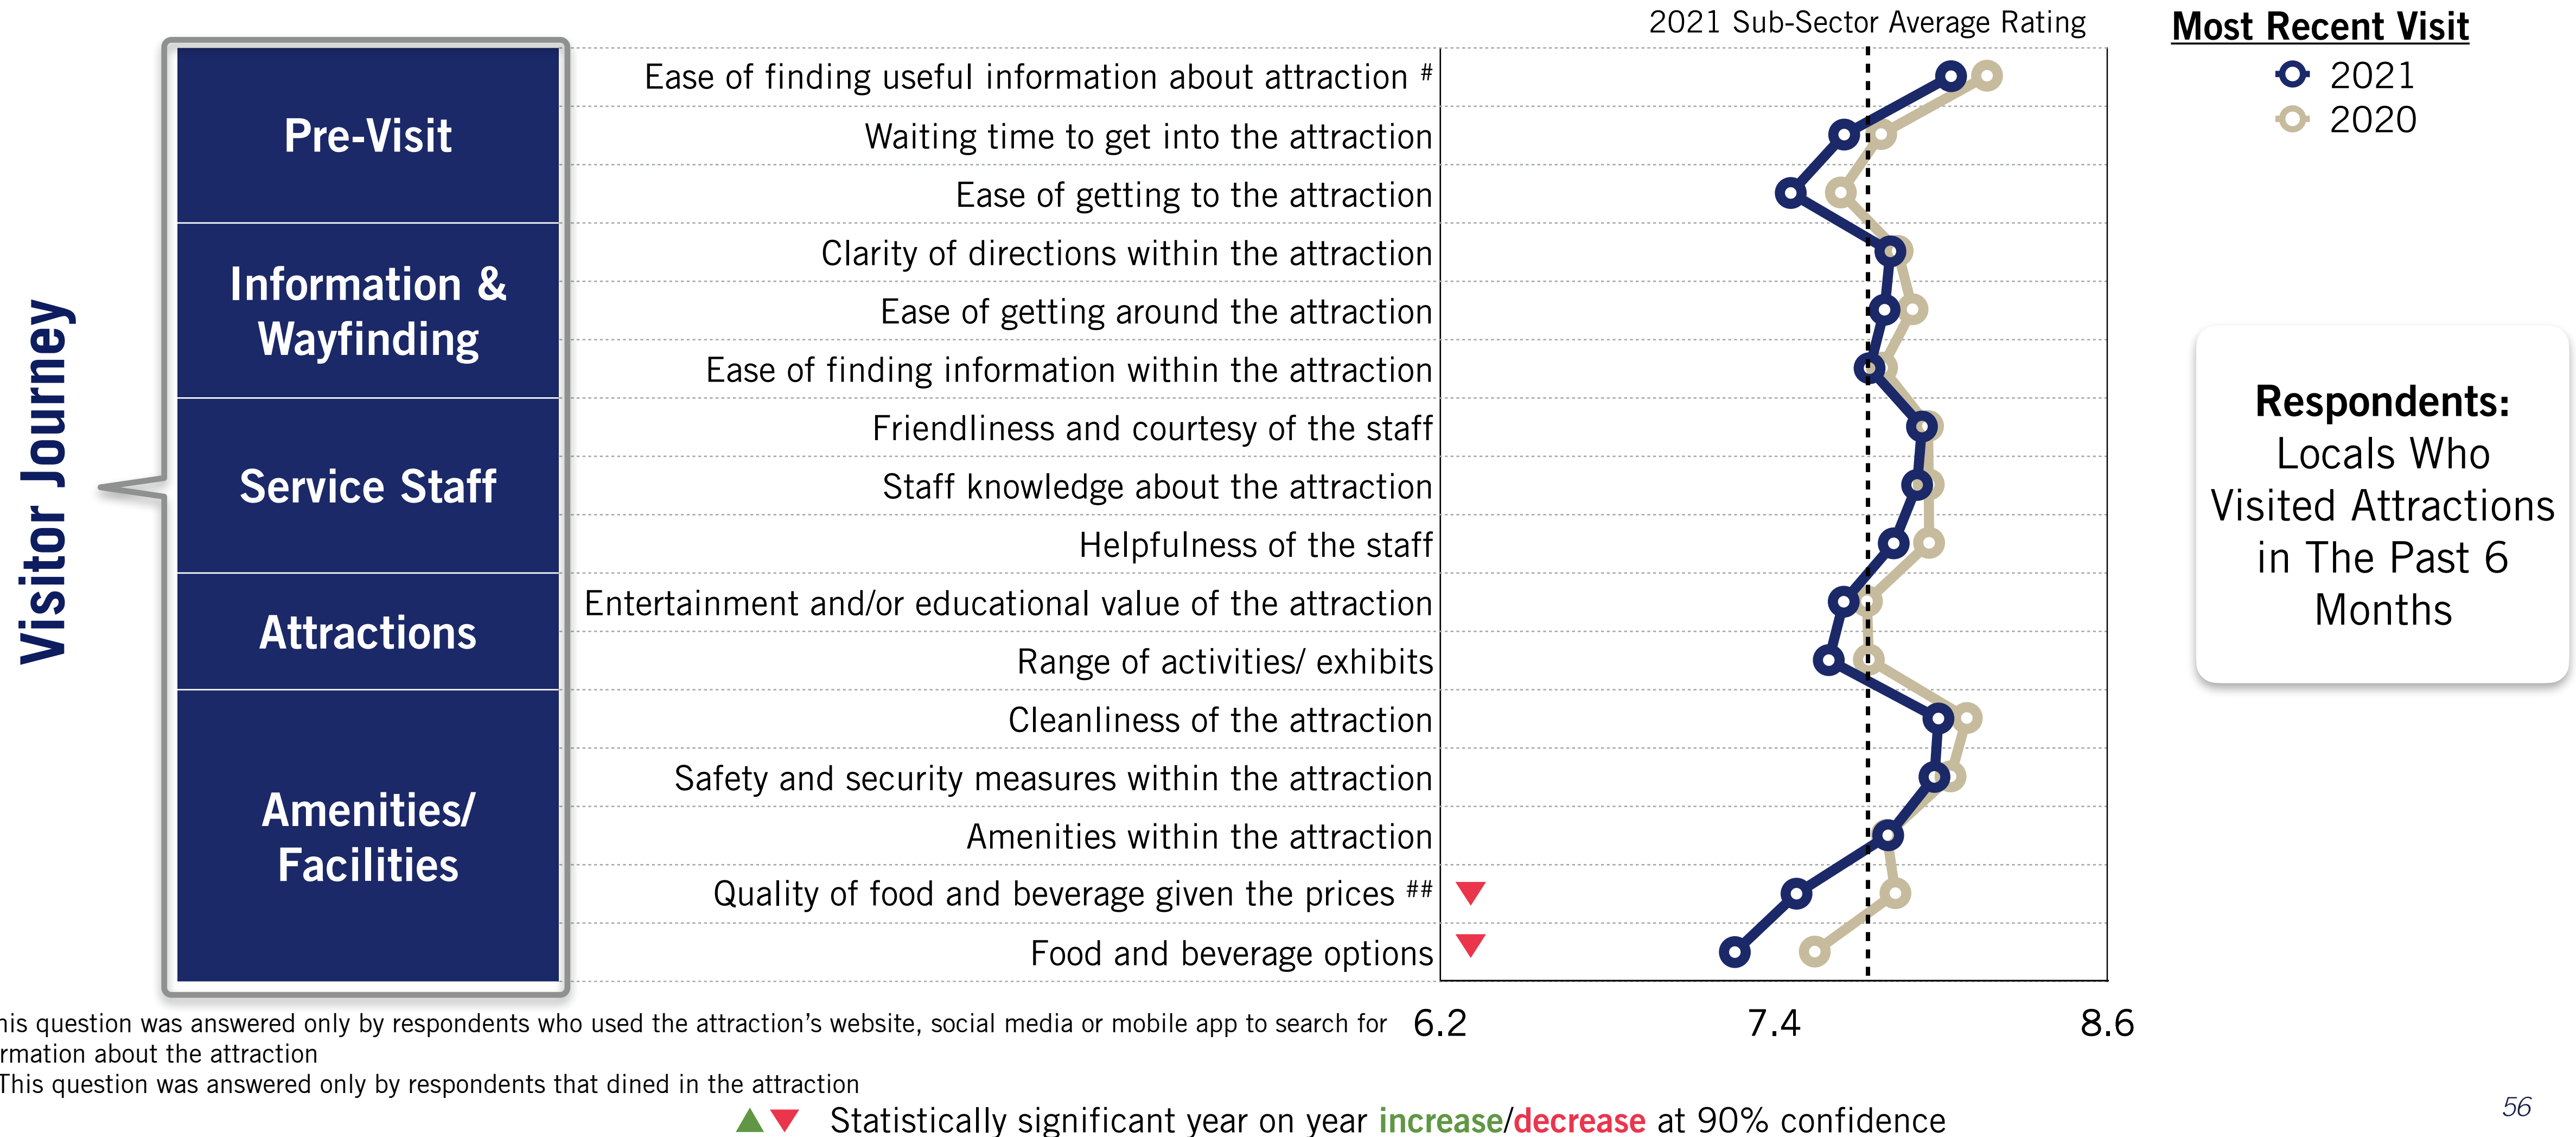 2021 Sub-Sector Average Rating
Most Recent Visit
2021
2020
Visitor Journey
Pre-Visit
Ease of finding useful information about attraction #
Waiting time to get into the attraction
Ease of getting to the attraction
Information &
Wayfinding
Clarity of directions within the attraction
Ease of getting around the attraction
Ease of finding information within the attraction
Service Staff
Friendliness and courtesy of the staff
Staff knowledge about the attraction
Helpfulness of the staff
Attractions
Entertainment and/or educational value of the attraction
Range of activities/ exhibits
Amenities/
Facilities
Cleanliness of the attraction
Safety and security measures within the attraction
Amenities within the attraction
Quality of food and beverage given the prices ##
Food and beverage options
Respondents:
Locals Who
Visited Attractions
in The Past 6
Months
6.2 7.4 8.6
question was answered only by respondents who used the attraction’s website, social media or mobile app to search for
about the attraction
This question was answered only by respondents that dined in the attraction
Statistically significant year on year increase/decrease at 90% confidence
56